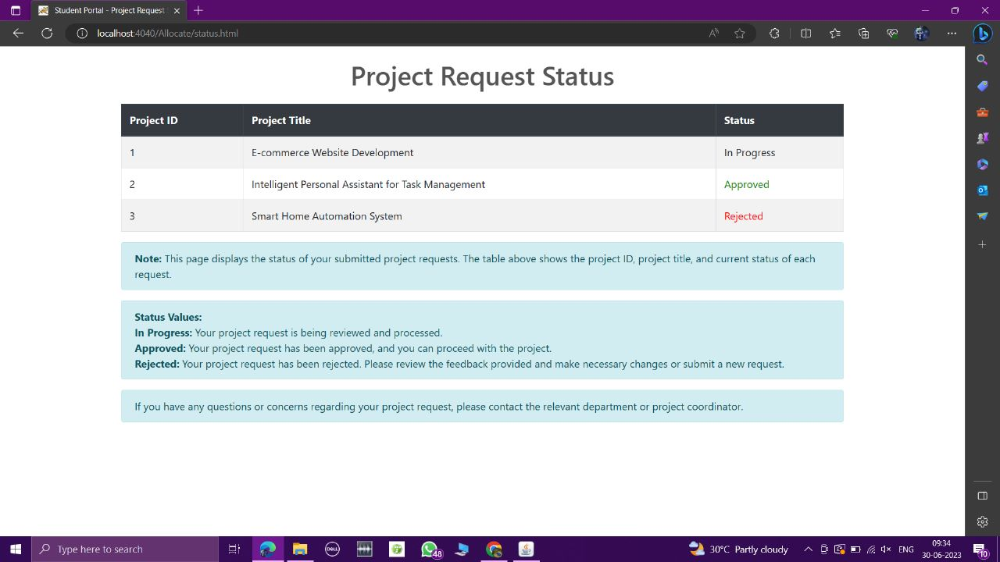 Student Portal - Project Request
localhost:4040/Allocate/status.html
Project Request Status
Project ID Project Title Status
1 E-commerce Website Development In Progress
2 Intelligent Personal Assistant for Task Management Approved
3 Smart Home Automation System Rejected
Note: This page displays the status of your submitted project requests. The table above shows the project ID, project title, and current status of each
request.
Status Values:
In Progress: Your project request is being reviewed and processed.
Approved: Your project request has been approved, and you can proceed with the project.
Rejected: Your project request has been rejected. Please review the feedback provided and make necessary changes or submit a new request.
If you have any questions or concerns regarding your project request, please contact the relevant department or project coordinator.
Type here to search
DELL
48
30°C Partly cloudy
ENG
09:34
30-06-2023
10